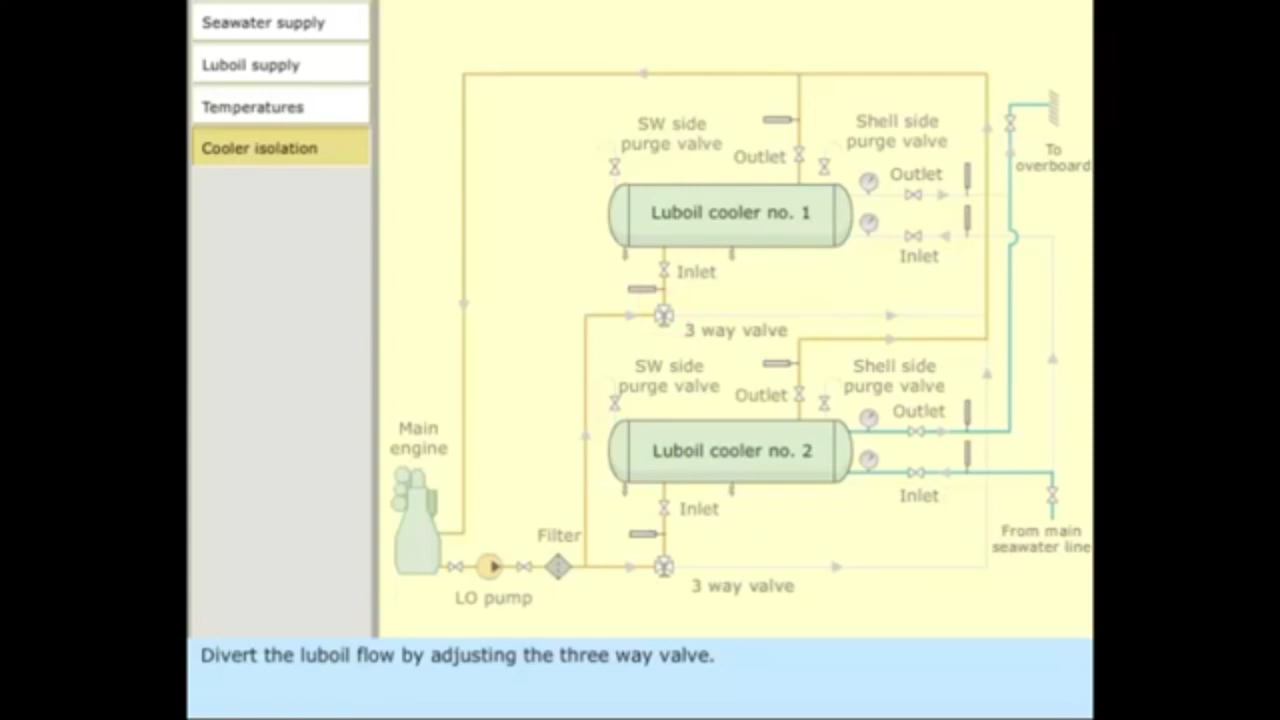 Seawater supply
Luboil supply
Temperatures
Cooler isolation
SW side
purge valve
Outlet
Shell side
purge valve
Outlet
To
overboard
Luboil cooler no. 1
Inlet
Inlet
3 way valve
SW side
purge valve
Outlet
Shell side
purge valve
Outlet
Main
engine
Luboil cooler no. 2
Inlet
Inlet
Filter
From main
seawater line
LO pump
3 way valve
Divert the luboil flow by adjusting the three way valve.